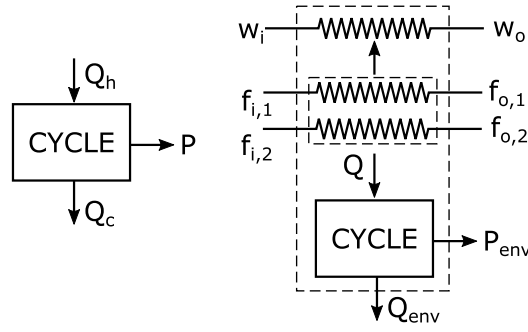 Q_h
CYCLE
P
Q_c
w_i
w_o
f_i,1
f_o,1
f_i,2
f_o,2
Q
CYCLE
P_env
Q_env